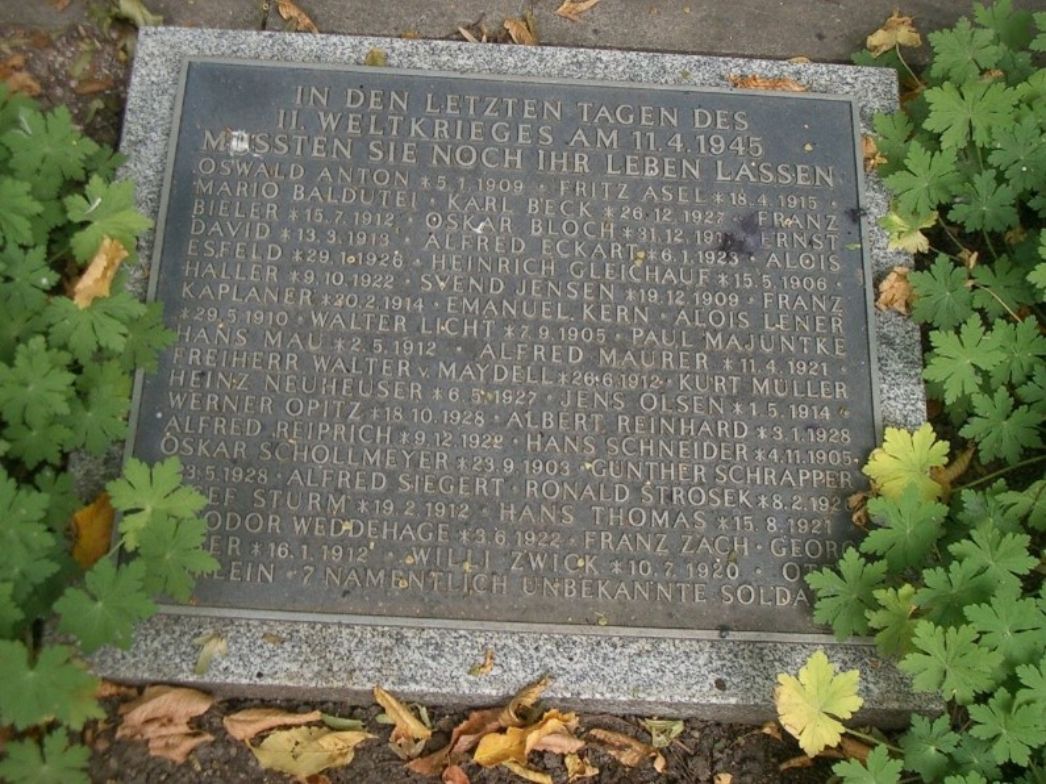 IN DEN LETZTEN TAGEN DES
II. WELTKRIEGES AM 11.4.1945
MUSSTEN SIE NOCH IHR LEBEN LASSEN
OSWALD ANTON *5.1.1909 · FRITZ ASEL *18.4.1915 ·
MARIO BALDUTEI · KARL BECK *26.12.1927 · FRANZ
BIELER *15.7.1912 · OSKAR BLOCH *31.12. ERNST
DAVID *13.3.1913 · ALFRED ECKART *6.1.1923 · ALOIS
ESFELD *29.1.1928 · HEINRICH GLEICHAUF *15.5.1906 ·
HALLER *9.10.1922 · SVEND JENSEN *19.12.1909 · FRANZ
KAPLANER *20.2.1914 · EMANUEL KERN · ALOIS LENER
*29.5.1910 · WALTER LICHT *7.9.1905 · PAUL MAJUNTKE
HANS MAU *2.5.1912 · ALFRED MAURER *11.4.1921 ·
FREIHERR WALTER v. MAYDELL *26.6.1912 · KURT MÜLLER
HEINZ NEUHEUSER *6.5.1927 · JENS OLSEN *1.5.1914 ·
WERNER OPITZ *18.10.1928 · ALBERT REINHARD *3.1.1928
ALFRED REIPRICH *9.12.1922 · HANS SCHNEIDER *4.11.1905 ·
OSKAR SCHOLLMEYER *23.9.1903 · GÜNTHER SCHRAPPER
3.5.1928 · ALFRED SIEGERT · RONALD STROSEK *8.2.192
EF STURM *19.2.1912 · HANS THOMAS *15.8.1921
ODOR WEDDEHAGE *3.6.1922 · FRANZ ZACH · GEORG
ER *16.1.1912 · WILLI ZWICK *10.7.1920 · OT
KLEIN · 7 NAMENTLICH UNBEKANNTE SOLDA